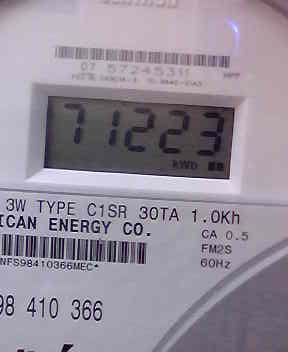 07 57245311
71223
kWh
3W TYPE C1SR 30TA 1.0Kh
ICAN ENERGY CO.
CA 0.5
FM2S
60Hz
NFS98410366MEC*
98 410 366